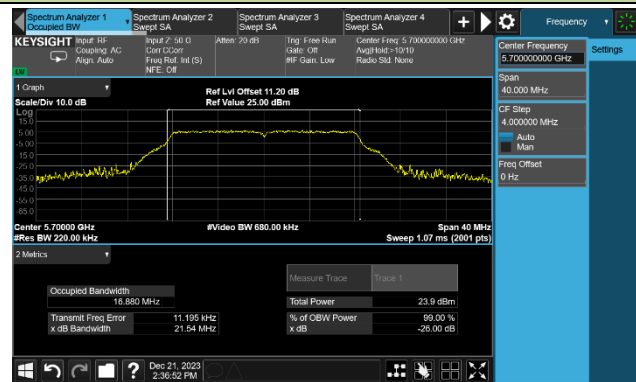 Spectrum Analyzer 1
Occupied BW
Spectrum Analyzer 2
Swept SA
Spectrum Analyzer 3
Swept SA
Spectrum Analyzer 4
Swept SA
Frequency
KEYSIGHT
Input: RF
Coupling: AC
Align: Auto
Input Z: 50 Ω
Corr CCorr
Freq Ref: Int (S)
NFE: Off
Atten: 20 dB
Trig: Free Run
Gate: Off
#IF Gain: Low
Center Freq: 5.700000000 GHz
Avg|Hold:>10/10
Radio Std: None
LU
Center Frequency
5.700000000 GHz
Settings
Span
40.000 MHz
CF Step
4.000000 MHz
Auto
Man
Freq Offset
0 Hz
1 Graph
Scale/Div 10.0 dB
Ref Lvl Offset 11.20 dB
Ref Value 25.00 dBm
Log
15.0
5.00
-5.00
-15.0
-25.0
-35.0
-45.0
-55.0
-65.0
Center 5.70000 GHz
#Res BW 220.00 kHz
#Video BW 680.00 kHz
Span 40 MHz
Sweep 1.07 ms (2001 pts)
2 Metrics
Measure Trace
Trace 1
Occupied Bandwidth
16.880 MHz
Total Power
23.9 dBm
Transmit Freq Error
11.195 kHz
% of OBW Power
99.00 %
x dB Bandwidth
21.54 MHz
x dB
-26.00 dB
?
Dec 21, 2023
2:36:52 PM